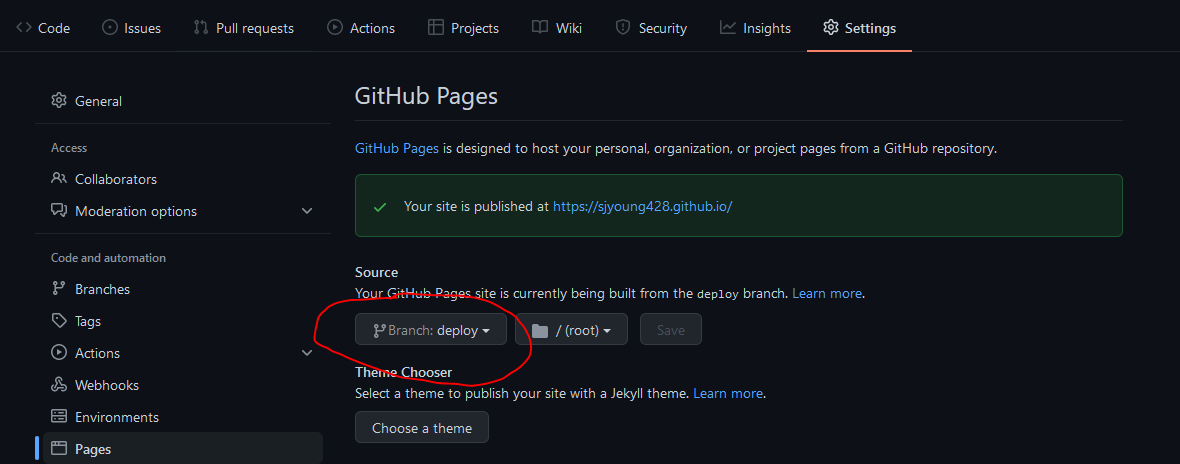 Code Issues Pull requests Actions Projects Wiki Security Insights Settings
General
Access
Collaborators
Moderation options
Code and automation
Branches
Tags
Actions
Webhooks
Environments
Pages
GitHub Pages
GitHub Pages is designed to host your personal, organization, or project pages from a GitHub repository.
Your site is published at https://sjyoung428.github.io/
Source
Your GitHub Pages site is currently being built from the deploy branch. Learn more.
Branch: deploy / (root) Save
Theme Chooser
Select a theme to publish your site with a Jekyll theme. Learn more.
Choose a theme